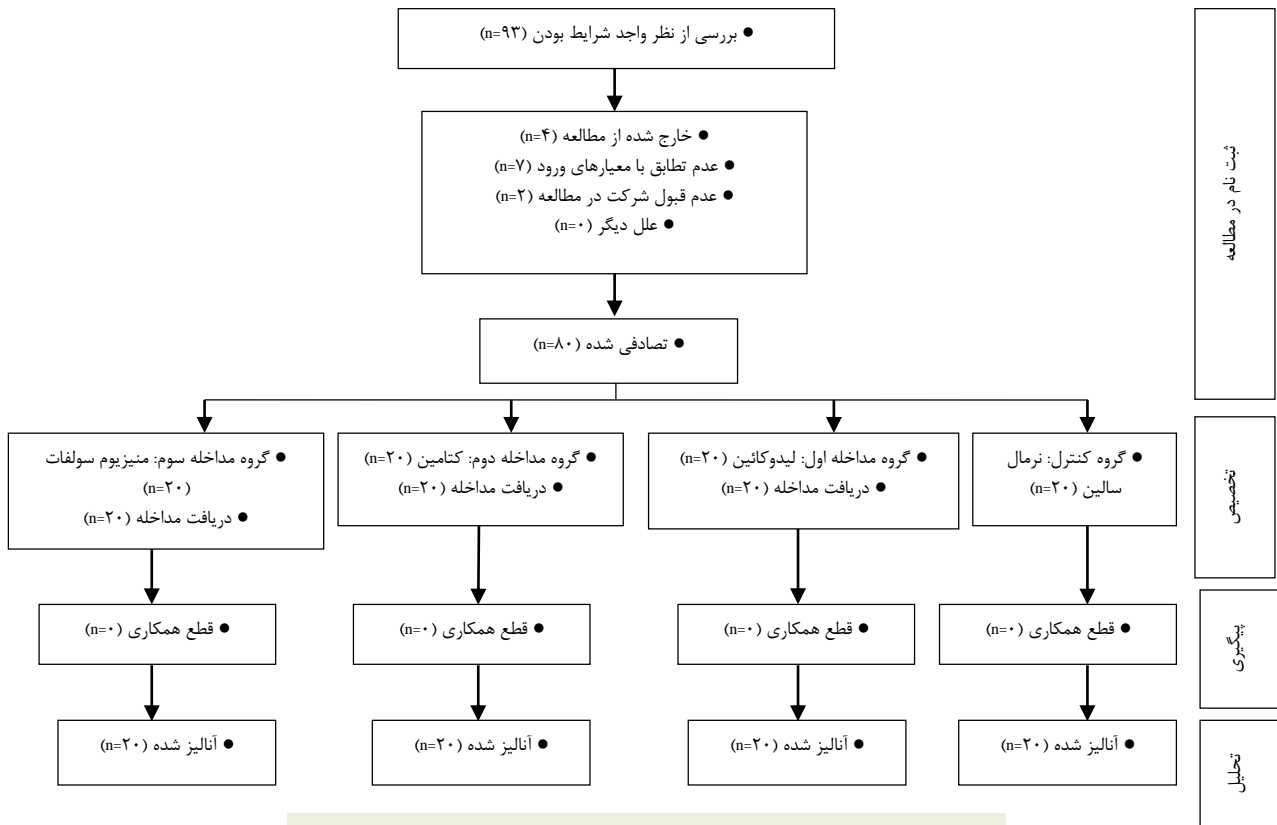 ● بررسی از نظر واجد شرایط بودن (n=۹۳)
● خارج شده از مطالعه (n=۴)
● عدم تطابق با معیارهای ورود (n=۷)
● عدم قبول شرکت در مطالعه (n=۲)
● علل دیگر (n=۰)
● تصادفی شده (n=۸۰)
ثبت نام در مطالعه
● گروه کنترل: نرمال
سالین (n=۲۰)
● گروه مداخله اول: لیدوکائین (n=۲۰)
● دریافت مداخله (n=۲۰)
● گروه مداخله دوم: کتامین (n=۲۰)
● دریافت مداخله (n=۲۰)
● گروه مداخله سوم: منیزیوم سولفات
(n=۲۰)
● دریافت مداخله (n=۲۰)
تخصیص
● قطع همکاری (n=۰)
● قطع همکاری (n=۰)
● قطع همکاری (n=۰)
● قطع همکاری (n=۰)
پیگیری
● آنالیز شده (n=۲۰)
● آنالیز شده (n=۲۰)
● آنالیز شده (n=۲۰)
● آنالیز شده (n=۲۰)
تحلیل